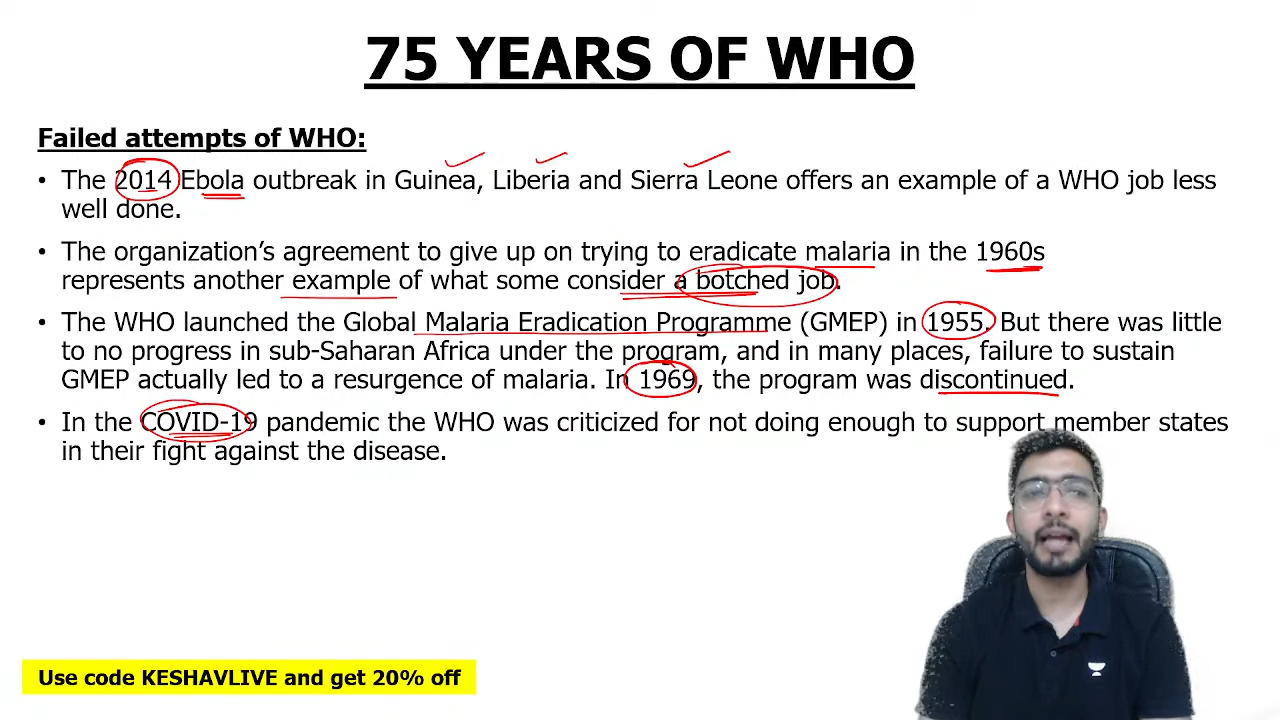 75 YEARS OF WHO
Failed attempts of WHO:
• The 2014 Ebola outbreak in Guinea, Liberia and Sierra Leone offers an example of a WHO job less
well done.
• The organization’s agreement to give up on trying to eradicate malaria in the 1960s
represents another example of what some consider a botched job.
• The WHO launched the Global Malaria Eradication Programme (GMEP) in 1955. But there was little
to no progress in sub-Saharan Africa under the program, and in many places, failure to sustain
GMEP actually led to a resurgence of malaria. In 1969, the program was discontinued.
• In the COVID-19 pandemic the WHO was criticized for not doing enough to support member states
in their fight against the disease.
Use code KESHAVLIVE and get 20% off